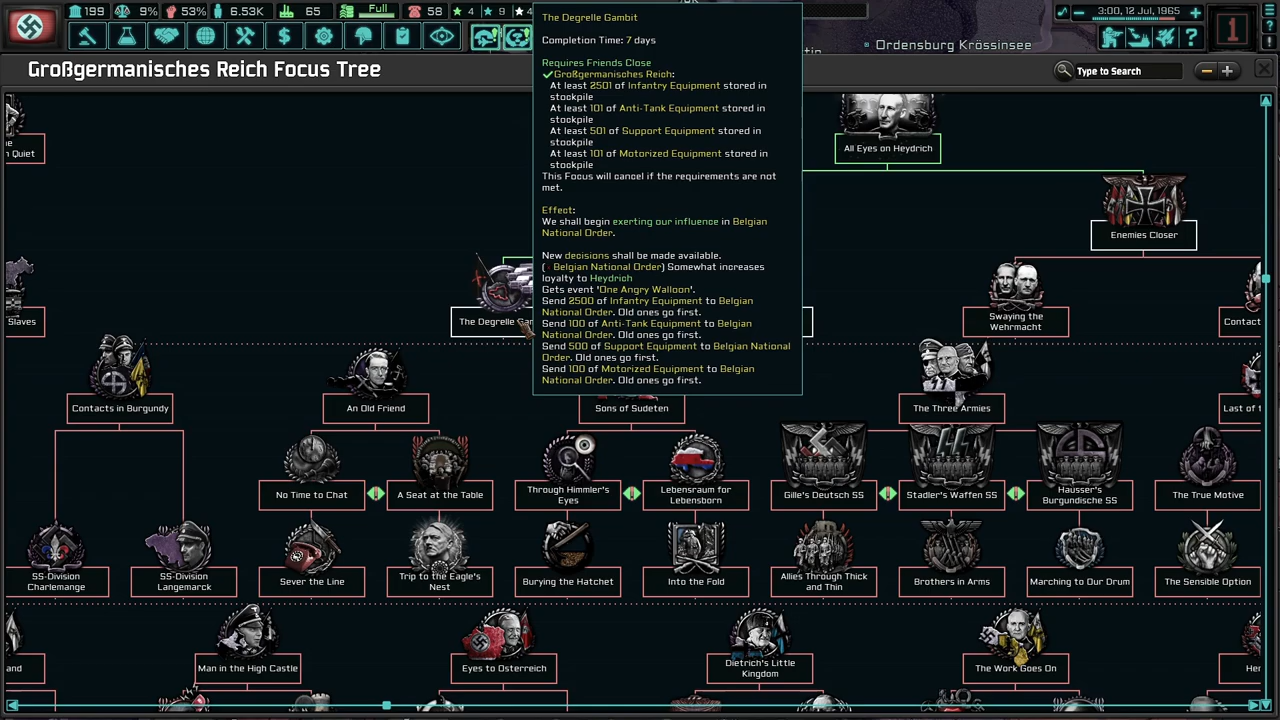 199
9%
53%
6.53K
65
Full
58
4
9
4
3:00, 12 Jul, 1965
1
Ordensburg Krössinsee
Großgermanisches Reich Focus Tree
Type to Search
The Degrelle Gambit
Completion Time: 7 days
Requires Friends Close
Großgermanisches Reich:
At least 2501 of Infantry Equipment stored in
stockpile
At least 101 of Anti-Tank Equipment stored in
stockpile
At least 501 of Support Equipment stored in
stockpile
At least 101 of Motorized Equipment stored in
stockpile
This Focus will cancel if the requirements are not
met.
Effect:
We shall begin exerting our influence in Belgian
National Order.
New decisions shall be made available.
( Belgian National Order) Somewhat increases
loyalty to Heydrich
Gets event 'One Angry Walloon'.
Send 2500 of Infantry Equipment to Belgian
National Order. Old ones go first.
Send 100 of Anti-Tank Equipment to Belgian
National Order. Old ones go first.
Send 500 of Support Equipment to Belgian National
Order. Old ones go first.
Send 100 of Motorized Equipment to Belgian
National Order. Old ones go first.
Quiet
All Eyes on Heydrich
Enemies Closer
Slaves
The Degrelle
Swaying the
Wehrmacht
Contact
Contacts in Burgundy
An Old Friend
Sons of Sudeten
The Three Armies
Last of
No Time to Chat
A Seat at the Table
Through Himmler's
Eyes
Lebensraum for
Lebensborn
Gille's Deutsch SS
Stadler's Waffen SS
Hausser's
Burgundische SS
The True Motive
SS-Division
Charlemange
SS-Division
Langemarck
Sever the Line
Trip to the Eagle's
Nest
Burying the Hatchet
Into the Fold
Allies Through Thick
and Thin
Brothers in Arms
Marching to Our Drum
The Sensible Option
and
Man in the High Castle
Eyes to Osterreich
Dietrich's Little
Kingdom
The Work Goes On